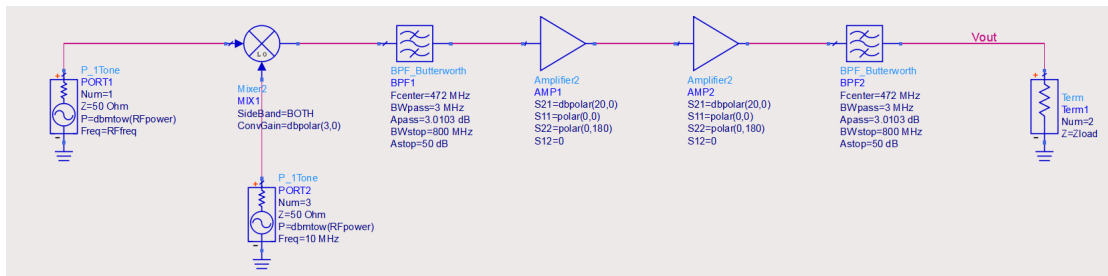 P_1Tone
PORT1
Num=1
Z=50 Ohm
P=dbmtow(RFpower)
Freq=RFfreq
LO
Mixer2
MIX1
SideBand=BOTH
ConvGain=dbpolar(3,0)
P_1Tone
PORT2
Num=3
Z=50 Ohm
P=dbmtow(RFpower)
Freq=10 MHz
BPF_Butterworth
BPF1
Fcenter=472 MHz
BWpass=3 MHz
Apass=3.0103 dB
BWstop=800 MHz
Astop=50 dB
Amplifier2
AMP1
S21=dbpolar(20,0)
S11=polar(0,0)
S22=polar(0,180)
S12=0
Amplifier2
AMP2
S21=dbpolar(20,0)
S11=polar(0,0)
S22=polar(0,180)
S12=0
BPF_Butterworth
BPF2
Fcenter=472 MHz
BWpass=3 MHz
Apass=3.0103 dB
BWstop=800 MHz
Astop=50 dB
Vout
Term
Term1
Num=2
Z=Zload